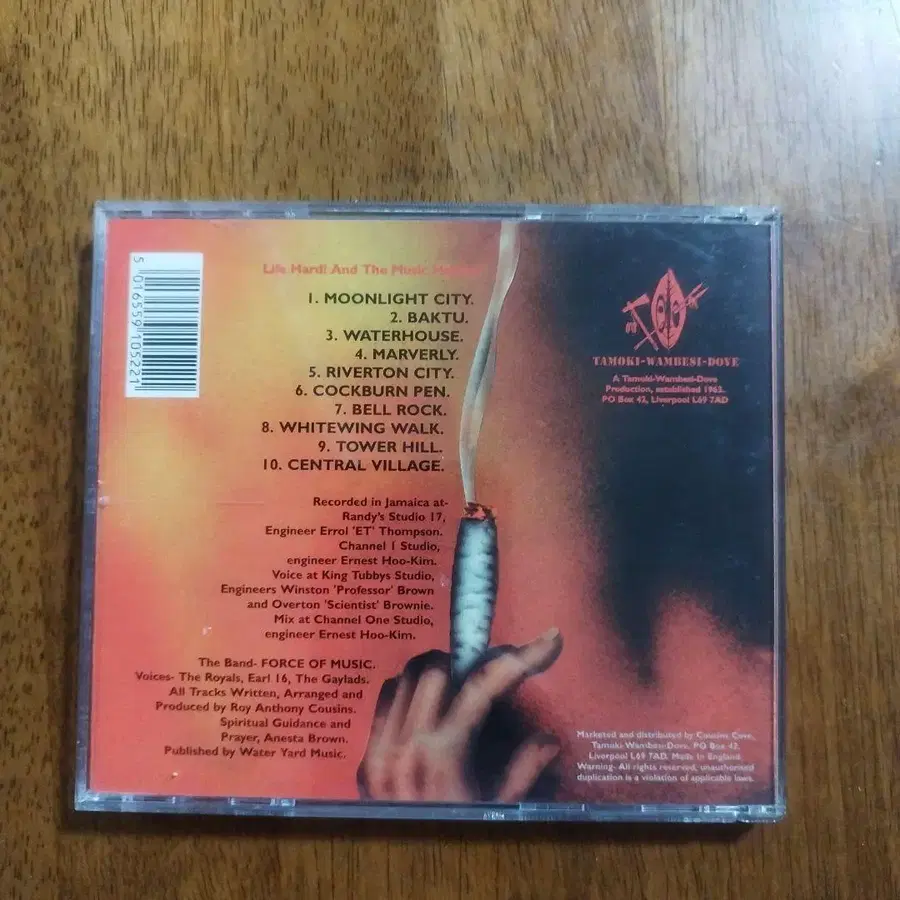 5 016559 105221
Life Hard! And The Music
1. MOONLIGHT CITY.
2. BAKTU.
3. WATERHOUSE.
4. MARVERLY.
5. RIVERTON CITY.
6. COCKBURN PEN.
7. BELL ROCK.
8. WHITEWING WALK.
9. TOWER HILL.
10. CENTRAL VILLAGE.
Recorded in Jamaica at-
Randy's Studio 17,
Engineer Errol 'ET' Thompson.
Channel 1 Studio,
engineer Ernest Hoo-Kim.
Voice at King Tubbys Studio,
Engineers Winston 'Professor' Brown
and Overton 'Scientist' Brownie.
Mix at Channel One Studio,
engineer Ernest Hoo-Kim.
The Band- FORCE OF MUSIC.
Voices- The Royals, Earl 16, The Gaylads.
All Tracks Written, Arranged and
Produced by Roy Anthony Cousins.
Spiritual Guidance and
Prayer, Anesta Brown.
Published by Water Yard Music.
TAMOKI-WAMBESI-DOVE
A Tamoki-Wambesi-Dove
Production, established 1962.
PO Box 42, Liverpool L69 7AD
Marketed and distributed by Cousins Cove,
Tamoki-Wambesi-Dove. PO Box 42.
Liverpool L69 7AD. Made In England.
Warning- All rights reserved, unauthorised
duplication is a violation of applicable laws.